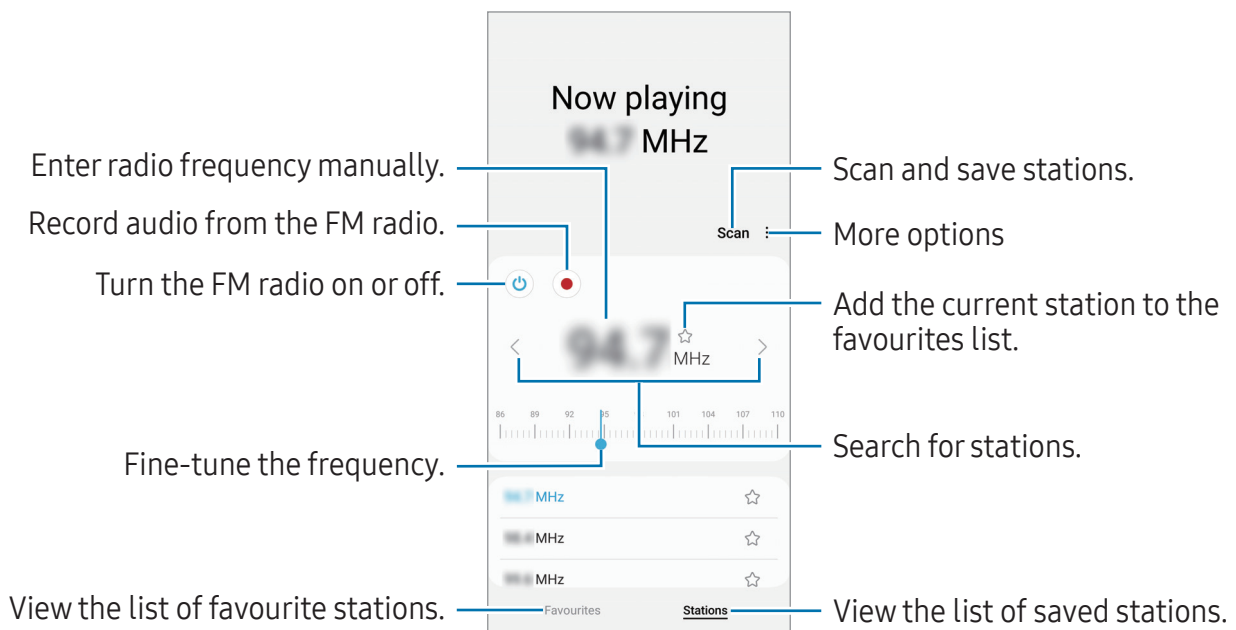 Now playing
MHz
Enter radio frequency manually.
Scan and save stations.
Record audio from the FM radio.
Scan
More options
Turn the FM radio on or off.
Add the current station to the
favourites list.
MHz
86 89 92 95 101 104 107 110
Search for stations.
Fine-tune the frequency.
MHz
MHz
MHz
View the list of favourite stations.
Favourites
Stations
View the list of saved stations.